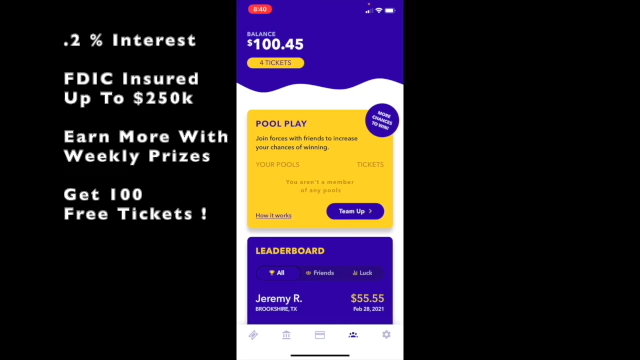 .2 % Interest
FDIC Insured
Up To $250k
Earn More With
Weekly Prizes
Get 100
Free Tickets !
8:40
BALANCE
$100.45
4 TICKETS
MORE
CHANCES
TO WIN!
POOL PLAY
Join forces with friends to increase
your chances of winning.
YOUR POOLS TICKETS
You aren't a member
of any pools
How it works
Team Up >
LEADERBOARD
All Friends Luck
Jeremy R. $55.55
BROOKSHIRE, TX Feb 28, 2021